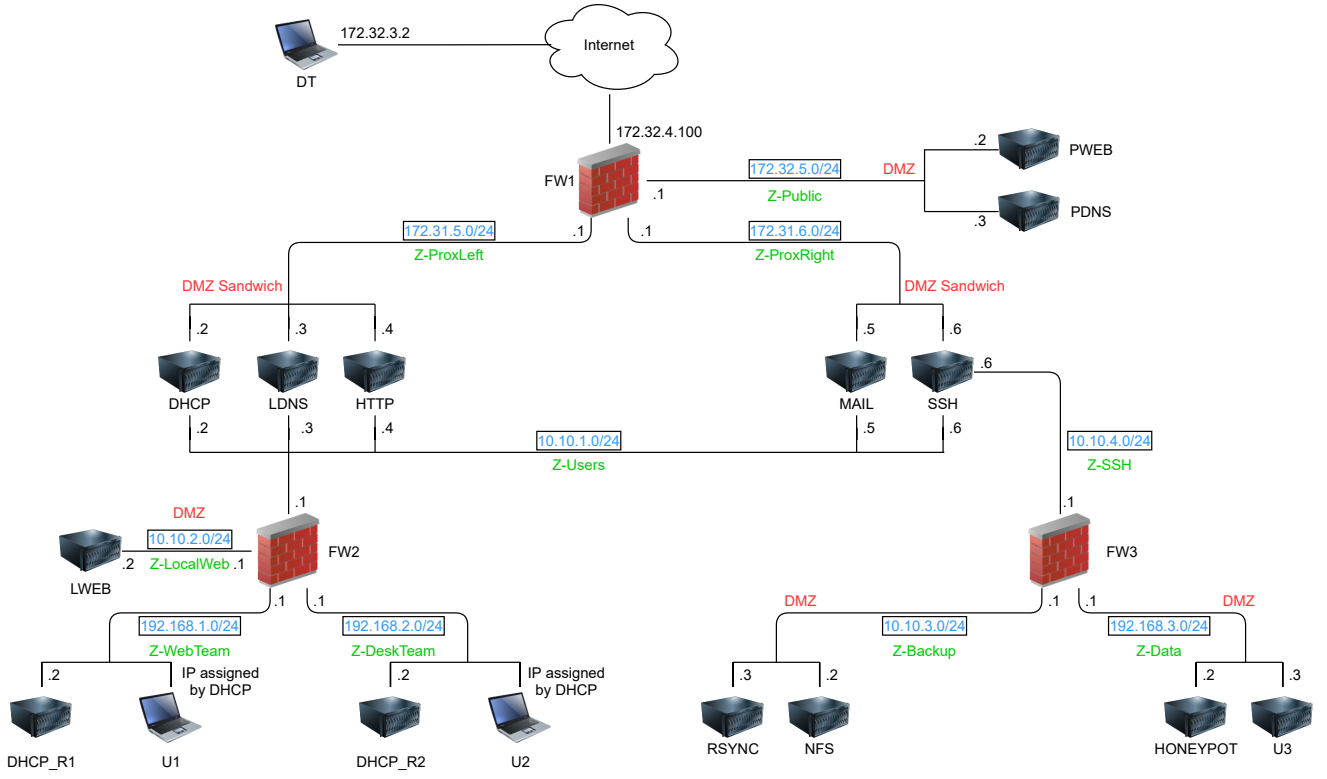 172.32.3.2
Internet
DT
172.32.4.100
FW1
172.32.5.0/24
DMZ
.2
PWEB
.1
Z-Public
.3
PDNS
172.31.5.0/24
.1
.1
172.31.6.0/24
Z-ProxLeft
Z-ProxRight
DMZ Sandwich
DMZ Sandwich
.2
.3
.4
.5
.6
.6
DHCP
LDNS
HTTP
MAIL
SSH
.2
.3
.4
.5
.6
10.10.1.0/24
10.10.4.0/24
Z-Users
Z-SSH
.1
.1
DMZ
10.10.2.0/24
FW2
FW3
.2
Z-LocalWeb
.1
LWEB
.1
.1
DMZ
.1
.1
DMZ
192.168.1.0/24
192.168.2.0/24
10.10.3.0/24
192.168.3.0/24
Z-WebTeam
Z-DeskTeam
Z-Backup
Z-Data
.2
IP assigned
by DHCP
.2
IP assigned
by DHCP
.3
.2
.2
.3
DHCP_R1
U1
DHCP_R2
U2
RSYNC
NFS
HONEYPOT
U3